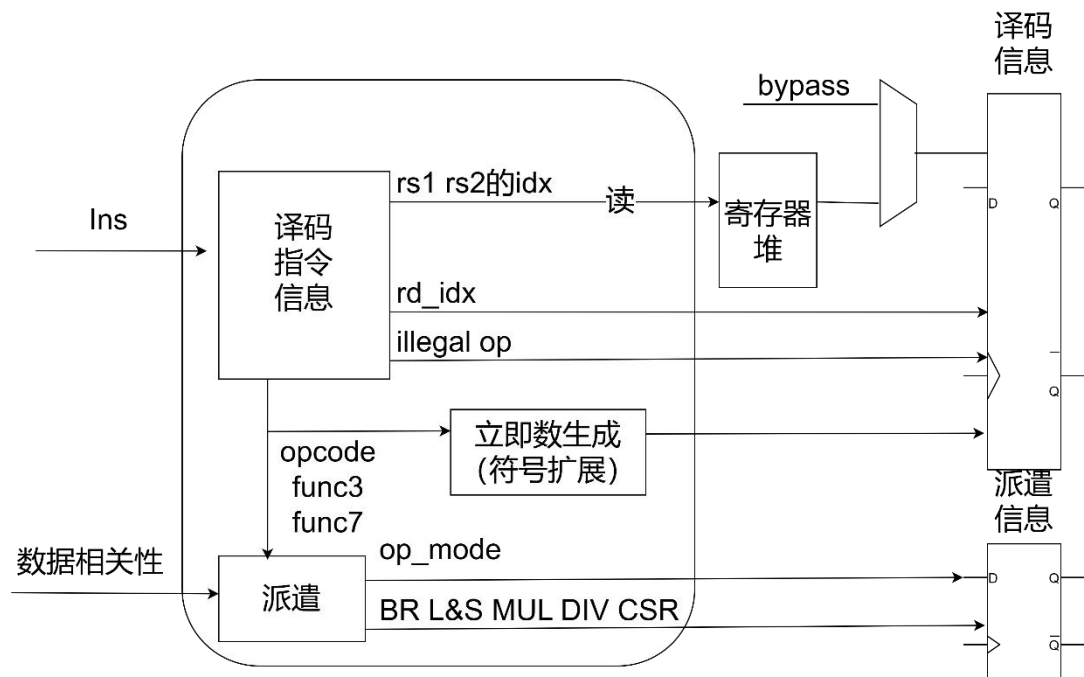 译码
信息
bypass
rs1 rs2的idx
读
寄存器
堆
Ins
译码
指令
信息
D
Q
rd_idx
illegal op
Q
opcode
func3
func7
立即数生成
（符号扩展）
派遣
信息
数据相关性
派遣
op_mode
BR L&S MUL DIV CSR
D
Q
Q